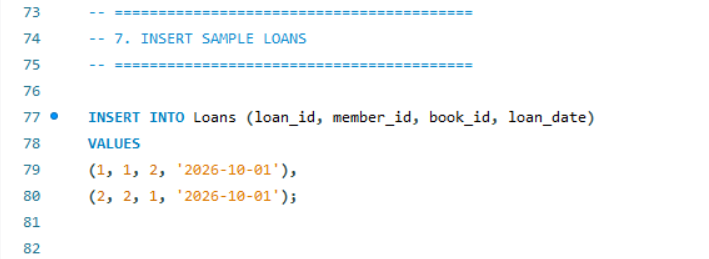 73 -- =========================================
74 -- 7. INSERT SAMPLE LOANS
75 -- =========================================
76
77 INSERT INTO Loans (loan_id, member_id, book_id, loan_date)
78 VALUES
79 (1, 1, 2, '2026-10-01'),
80 (2, 2, 1, '2026-10-01');
81
82